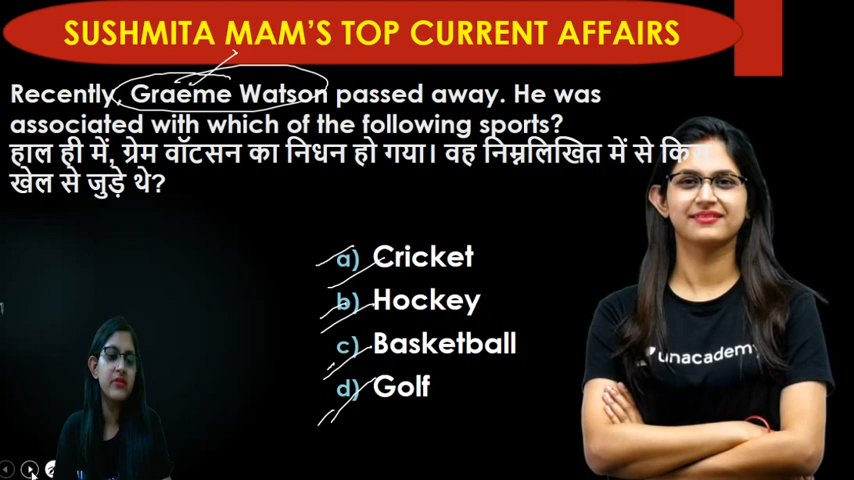 SUSHMITA MAM'S TOP CURRENT AFFAIRS
Recently, Graeme Watson passed away. He was
associated with which of the following sports?
हाल ही में, ग्रेम वॉटसन का निधन हो गया। वह निम्नलिखित में से किस
खेल से जुड़े थे?
a) Cricket
b) Hockey
c) Basketball
d) Golf
unacademy